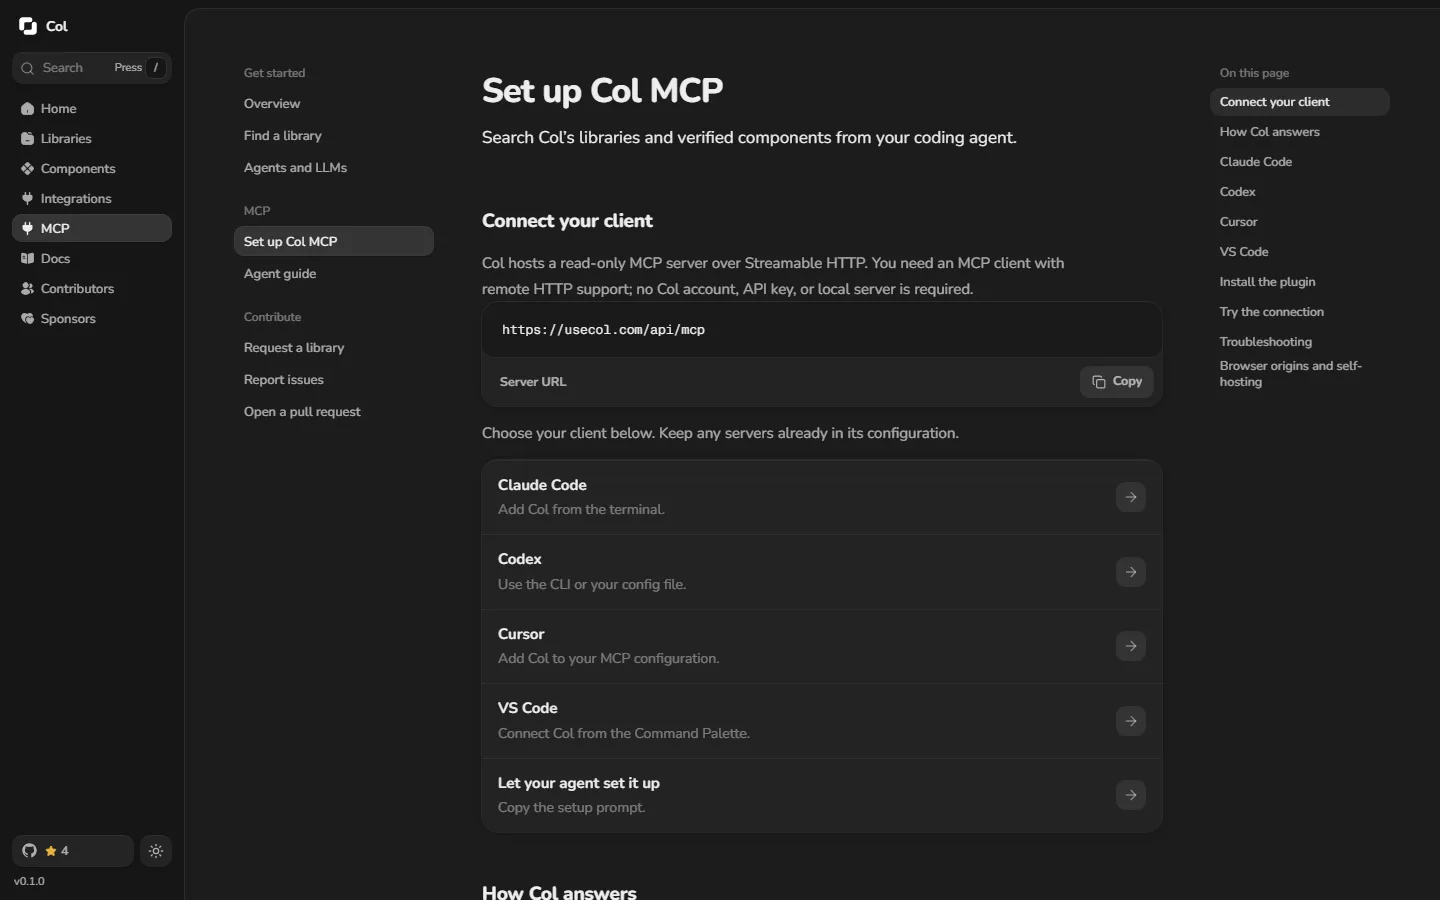 Col
Search Press /
Home
Libraries
Components
Integrations
MCP
Docs
Contributors
Sponsors
4
v0.1.0
Get started
Overview
Find a library
Agents and LLMs
MCP
Set up Col MCP
Agent guide
Contribute
Request a library
Report issues
Open a pull request
Set up Col MCP
Search Col’s libraries and verified components from your coding agent.
Connect your client
Col hosts a read-only MCP server over Streamable HTTP. You need an MCP client with
remote HTTP support; no Col account, API key, or local server is required.
https://usecol.com/api/mcp
Server URL
Copy
Choose your client below. Keep any servers already in its configuration.
Claude Code
Add Col from the terminal.
Codex
Use the CLI or your config file.
Cursor
Add Col to your MCP configuration.
VS Code
Connect Col from the Command Palette.
Let your agent set it up
Copy the setup prompt.
How Col answers
On this page
Connect your client
How Col answers
Claude Code
Codex
Cursor
VS Code
Install the plugin
Try the connection
Troubleshooting
Browser origins and self-
hosting